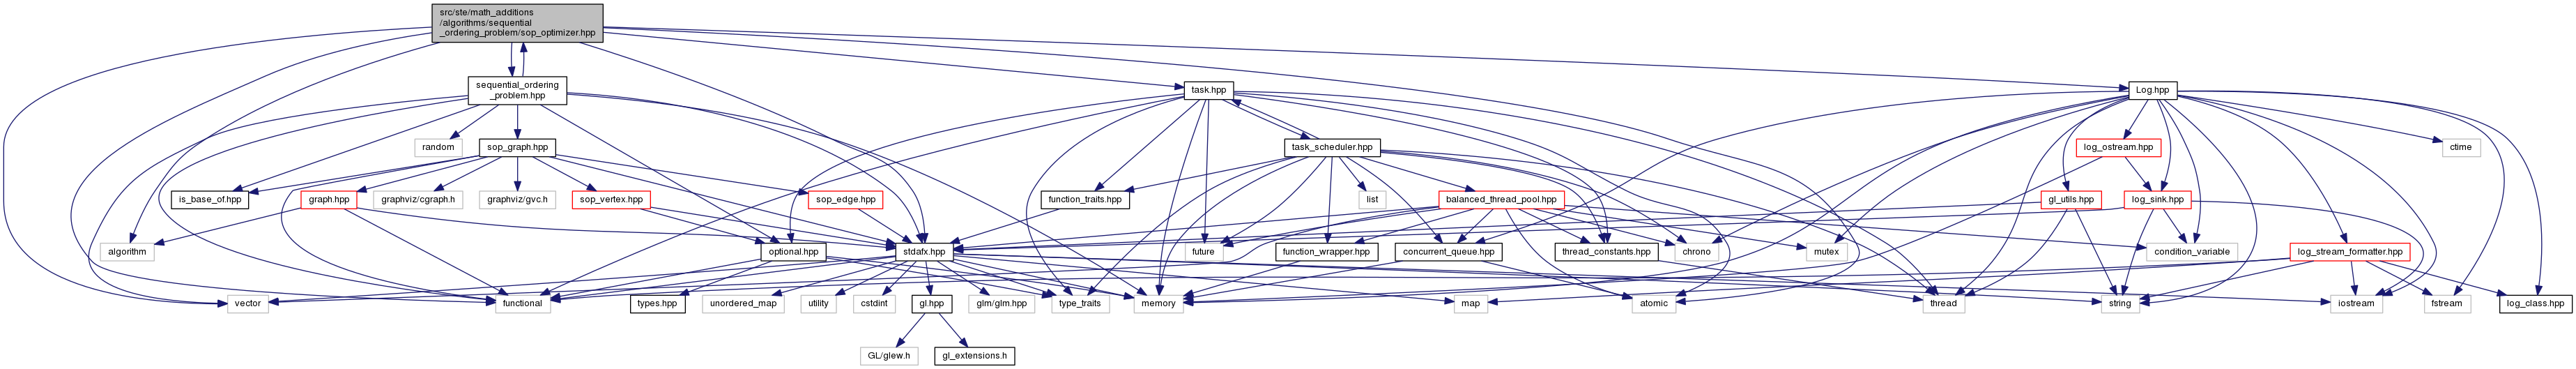 src/ste/math_additions
/algorithms/sequential
_ordering_problem/sop_optimizer.hpp
sequential_ordering
_problem.hpp
task.hpp
Log.hpp
random
sop_graph.hpp
task_scheduler.hpp
log_ostream.hpp
ctime
is_base_of.hpp
graph.hpp
graphviz/cgraph.h
graphviz/gvc.h
sop_vertex.hpp
sop_edge.hpp
function_traits.hpp
list
balanced_thread_pool.hpp
gl_utils.hpp
log_sink.hpp
algorithm
stdafx.hpp
optional.hpp
future
function_wrapper.hpp
concurrent_queue.hpp
thread_constants.hpp
chrono
mutex
condition_variable
log_stream_formatter.hpp
vector
functional
types.hpp
unordered_map
utility
cstdint
gl.hpp
glm/glm.hpp
type_traits
memory
map
atomic
thread
string
iostream
fstream
log_class.hpp
GL/glew.h
gl_extensions.h